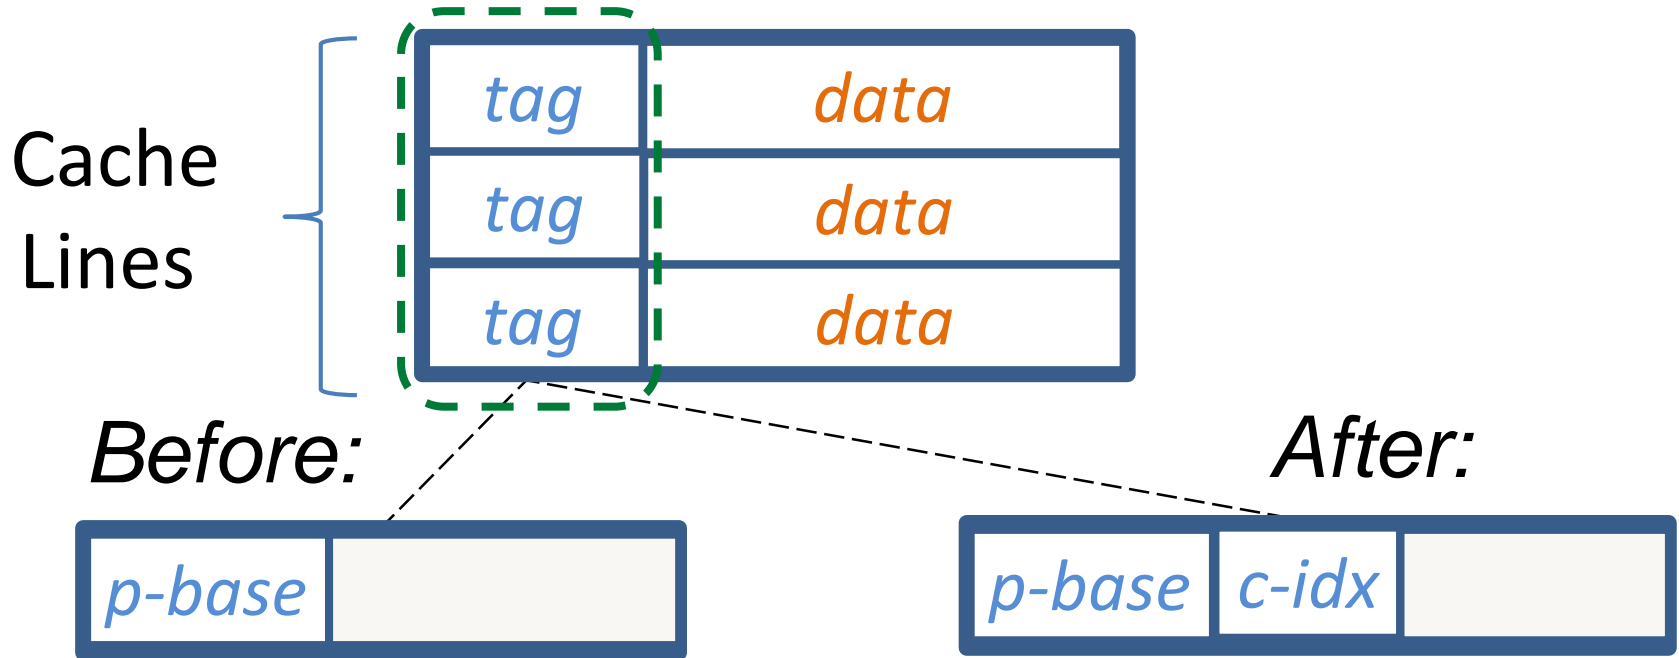 Cache
Lines
tag data
tag data
tag data
Before:
After:
p-base
p-base c-idx